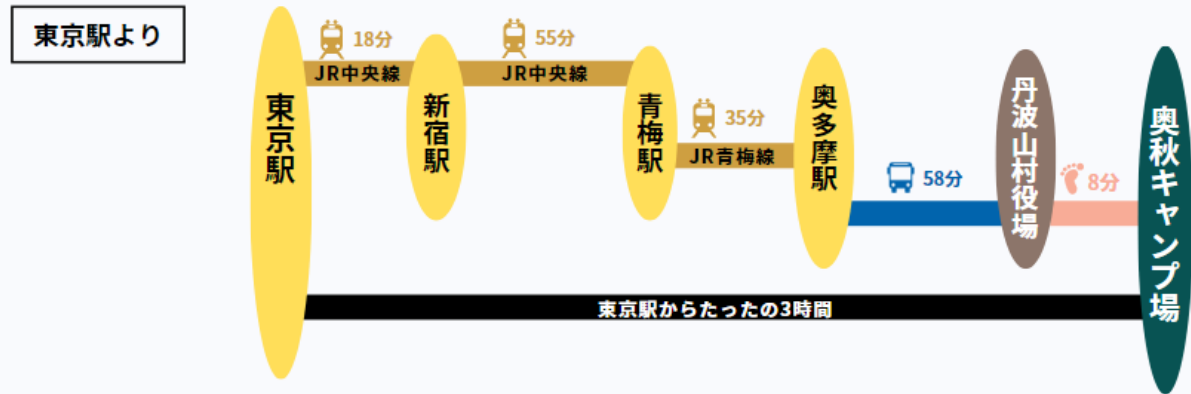 東京駅より
東京駅
18分
JR中央線
新宿駅
55分
JR中央線
青梅駅
35分
JR青梅線
奥多摩駅
58分
丹波山村役場
8分
奥秋キャンプ場
東京駅からたったの3時間